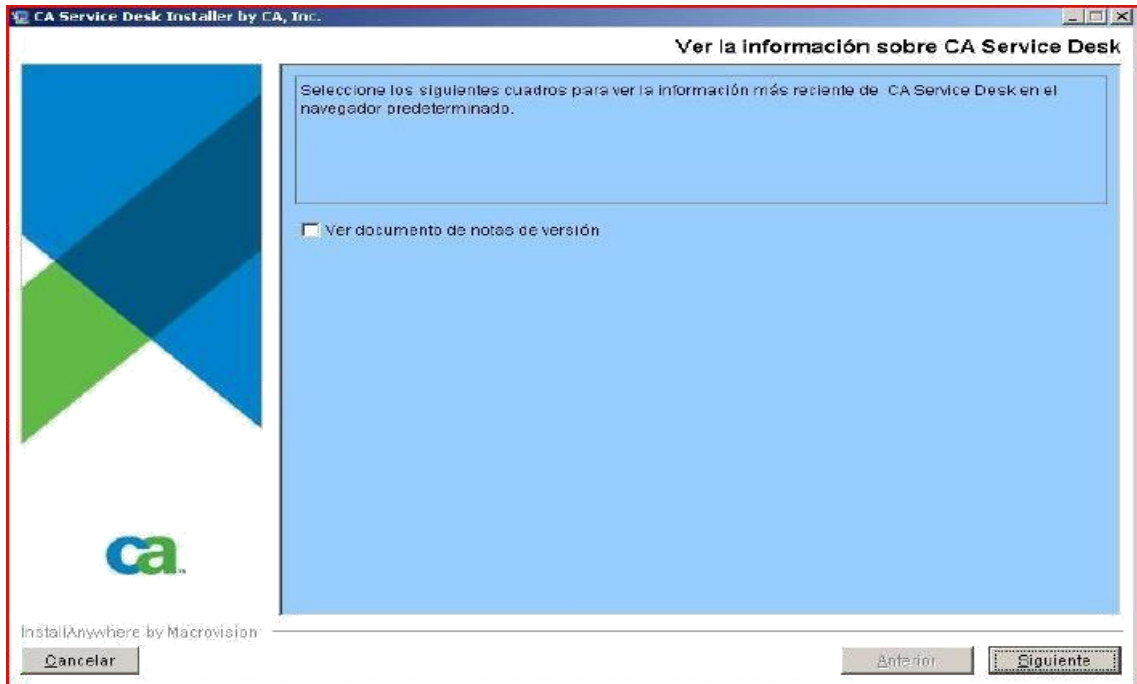 CA Service Desk Installer by CA, Inc.
Ver la información sobre CA Service Desk
Seleccione los siguientes cuadros para ver la información más reciente de CA Service Desk en el
navegador predeterminado.
Ver documento de notas de versión
ca
InstallAnywhere by Macrovision
Cancelar
Anterior
Siguiente